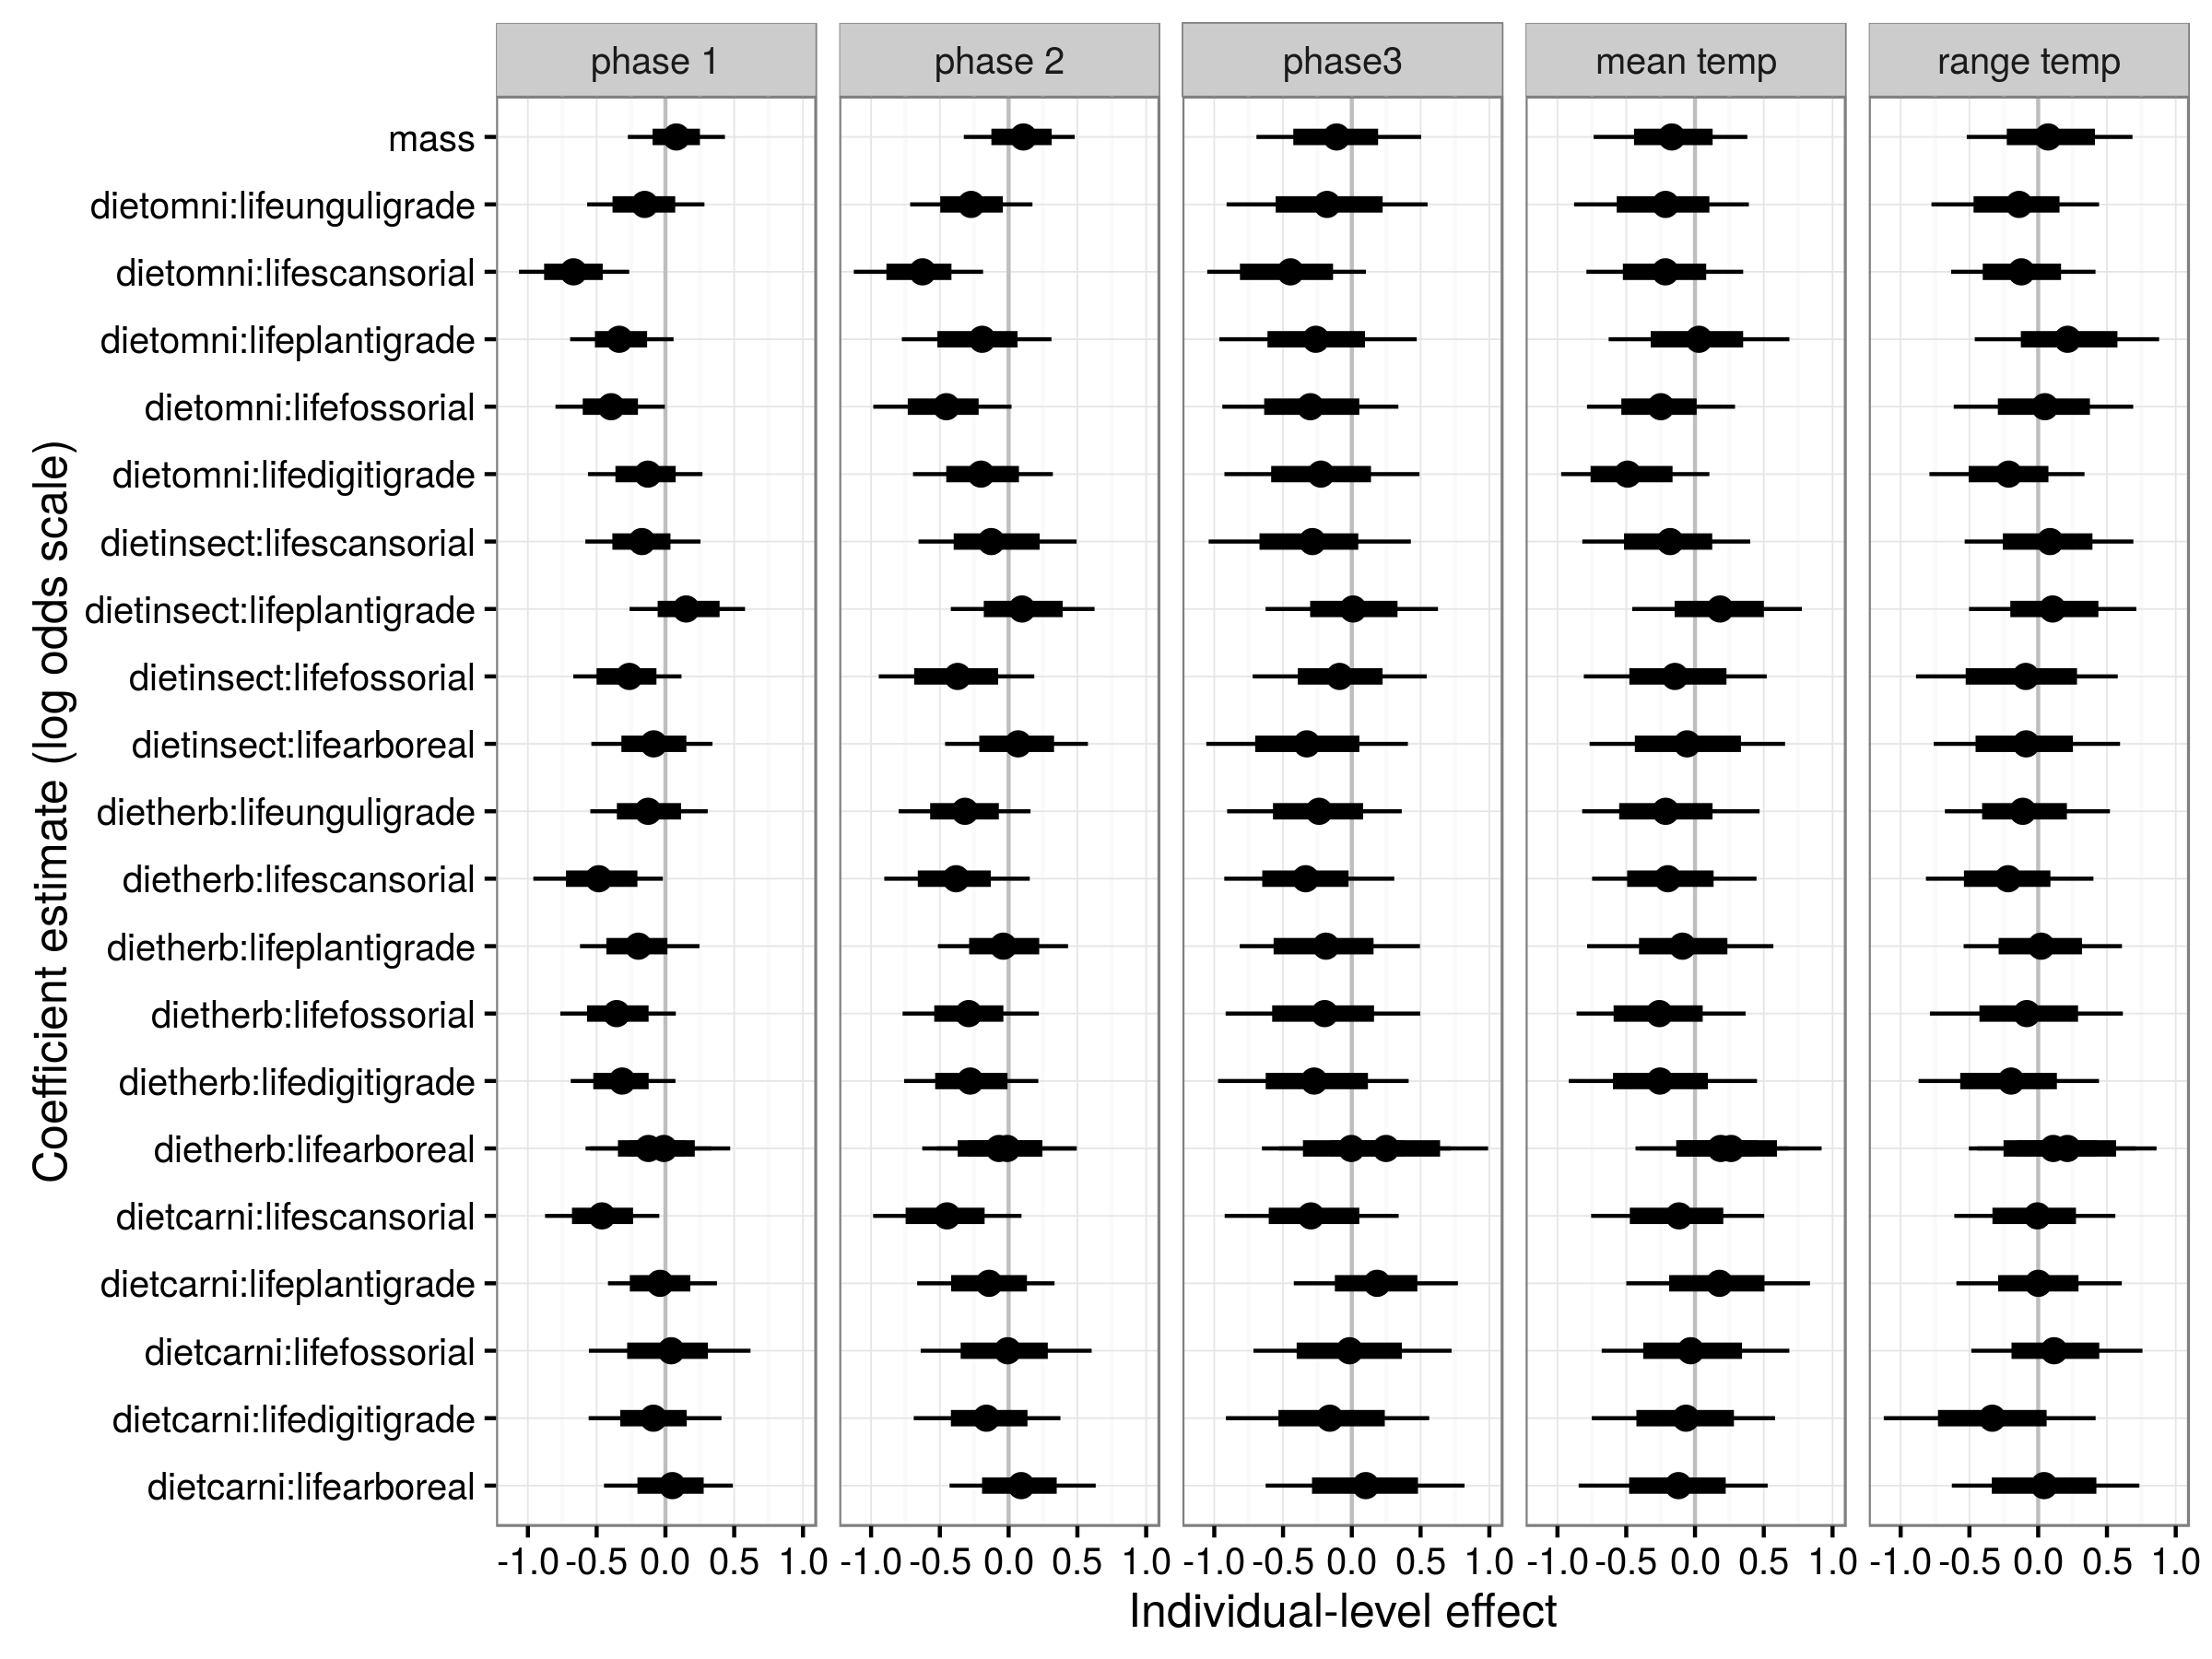 phase 1
phase 2
phase3
mean temp
range temp
Coefficient estimate (log odds scale)
mass
dietomni:lifeunguligrade
dietomni:lifescansorial
dietomni:lifeplantigrade
dietomni:lifefossorial
dietomni:lifedigitigrade
dietinsect:lifescansorial
dietinsect:lifeplantigrade
dietinsect:lifefossorial
dietinsect:lifearboreal
dietherb:lifeunguligrade
dietherb:lifescansorial
dietherb:lifeplantigrade
dietherb:lifefossorial
dietherb:lifedigitigrade
dietherb:lifearboreal
dietcarni:lifescansorial
dietcarni:lifeplantigrade
dietcarni:lifefossorial
dietcarni:lifedigitigrade
dietcarni:lifearboreal
-1.0 -0.5 0.0 0.5 1.0
-1.0 -0.5 0.0 0.5 1.0
-1.0 -0.5 0.0 0.5 1.0
-1.0 -0.5 0.0 0.5 1.0
-1.0 -0.5 0.0 0.5 1.0
Individual-level effect